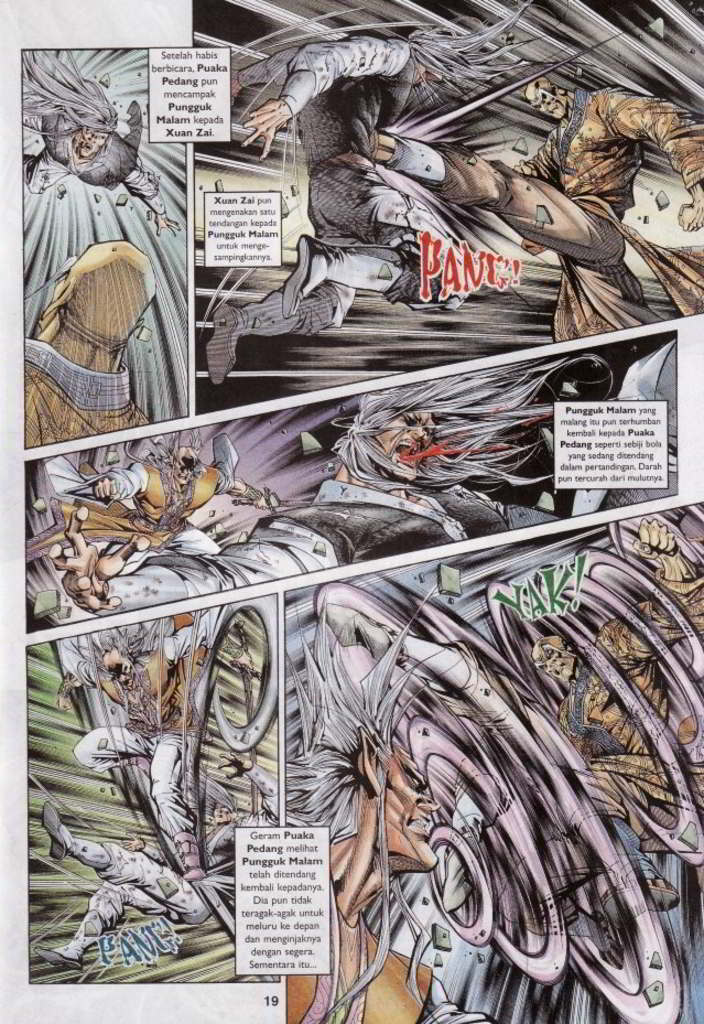 Setelah habis
berbicara, Puaka
Pedang pun
mencampak
Pungguk
Malam kepada
Xuan Zai.
Xuan Zai pun
mengenakan satu
tendangan kepada
Pungguk Malam
untuk menge-
sampingkannya.
PANG!
Pungguk Malam yang
malang itu pun terhumban
kembali kepada Puaka
Pedang seperti sebiji bola
yang sedang ditendang
dalam pertandingan. Darah
pun tercurah dari mulutnya.
PANG!
Geram Puaka
Pedang melihat
Pungguk Malam
telah ditendang
kembali kepadanya.
Dia pun tidak
teragak-agak untuk
meluru ke depan
dan menginjaknya
dengan segera.
Sementara itu...
YAK!
19